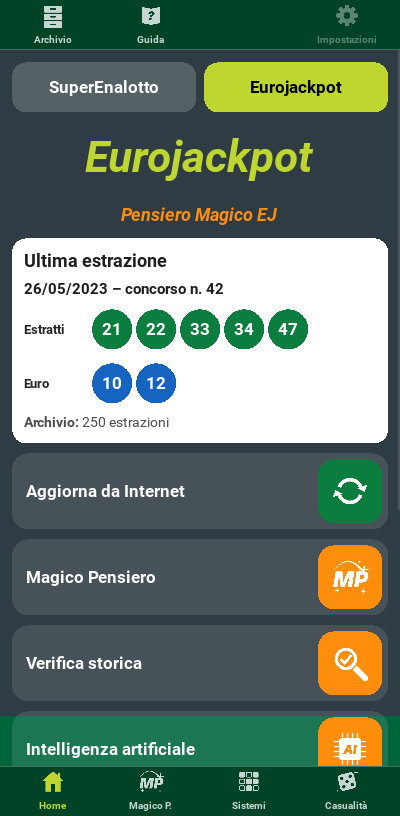 Archivio
Guida
Impostazioni
SuperEnalotto
Eurojackpot
Eurojackpot
Pensiero Magico EJ
Ultima estrazione
26/05/2023 – concorso n. 42
Estratti 21 22 33 34 47
Euro 10 12
Archivio: 250 estrazioni
Aggiorna da Internet
Magico Pensiero
MP
Verifica storica
Intelligenza artificiale
AI
Home
MP
Magico P.
Sistemi
Casualità